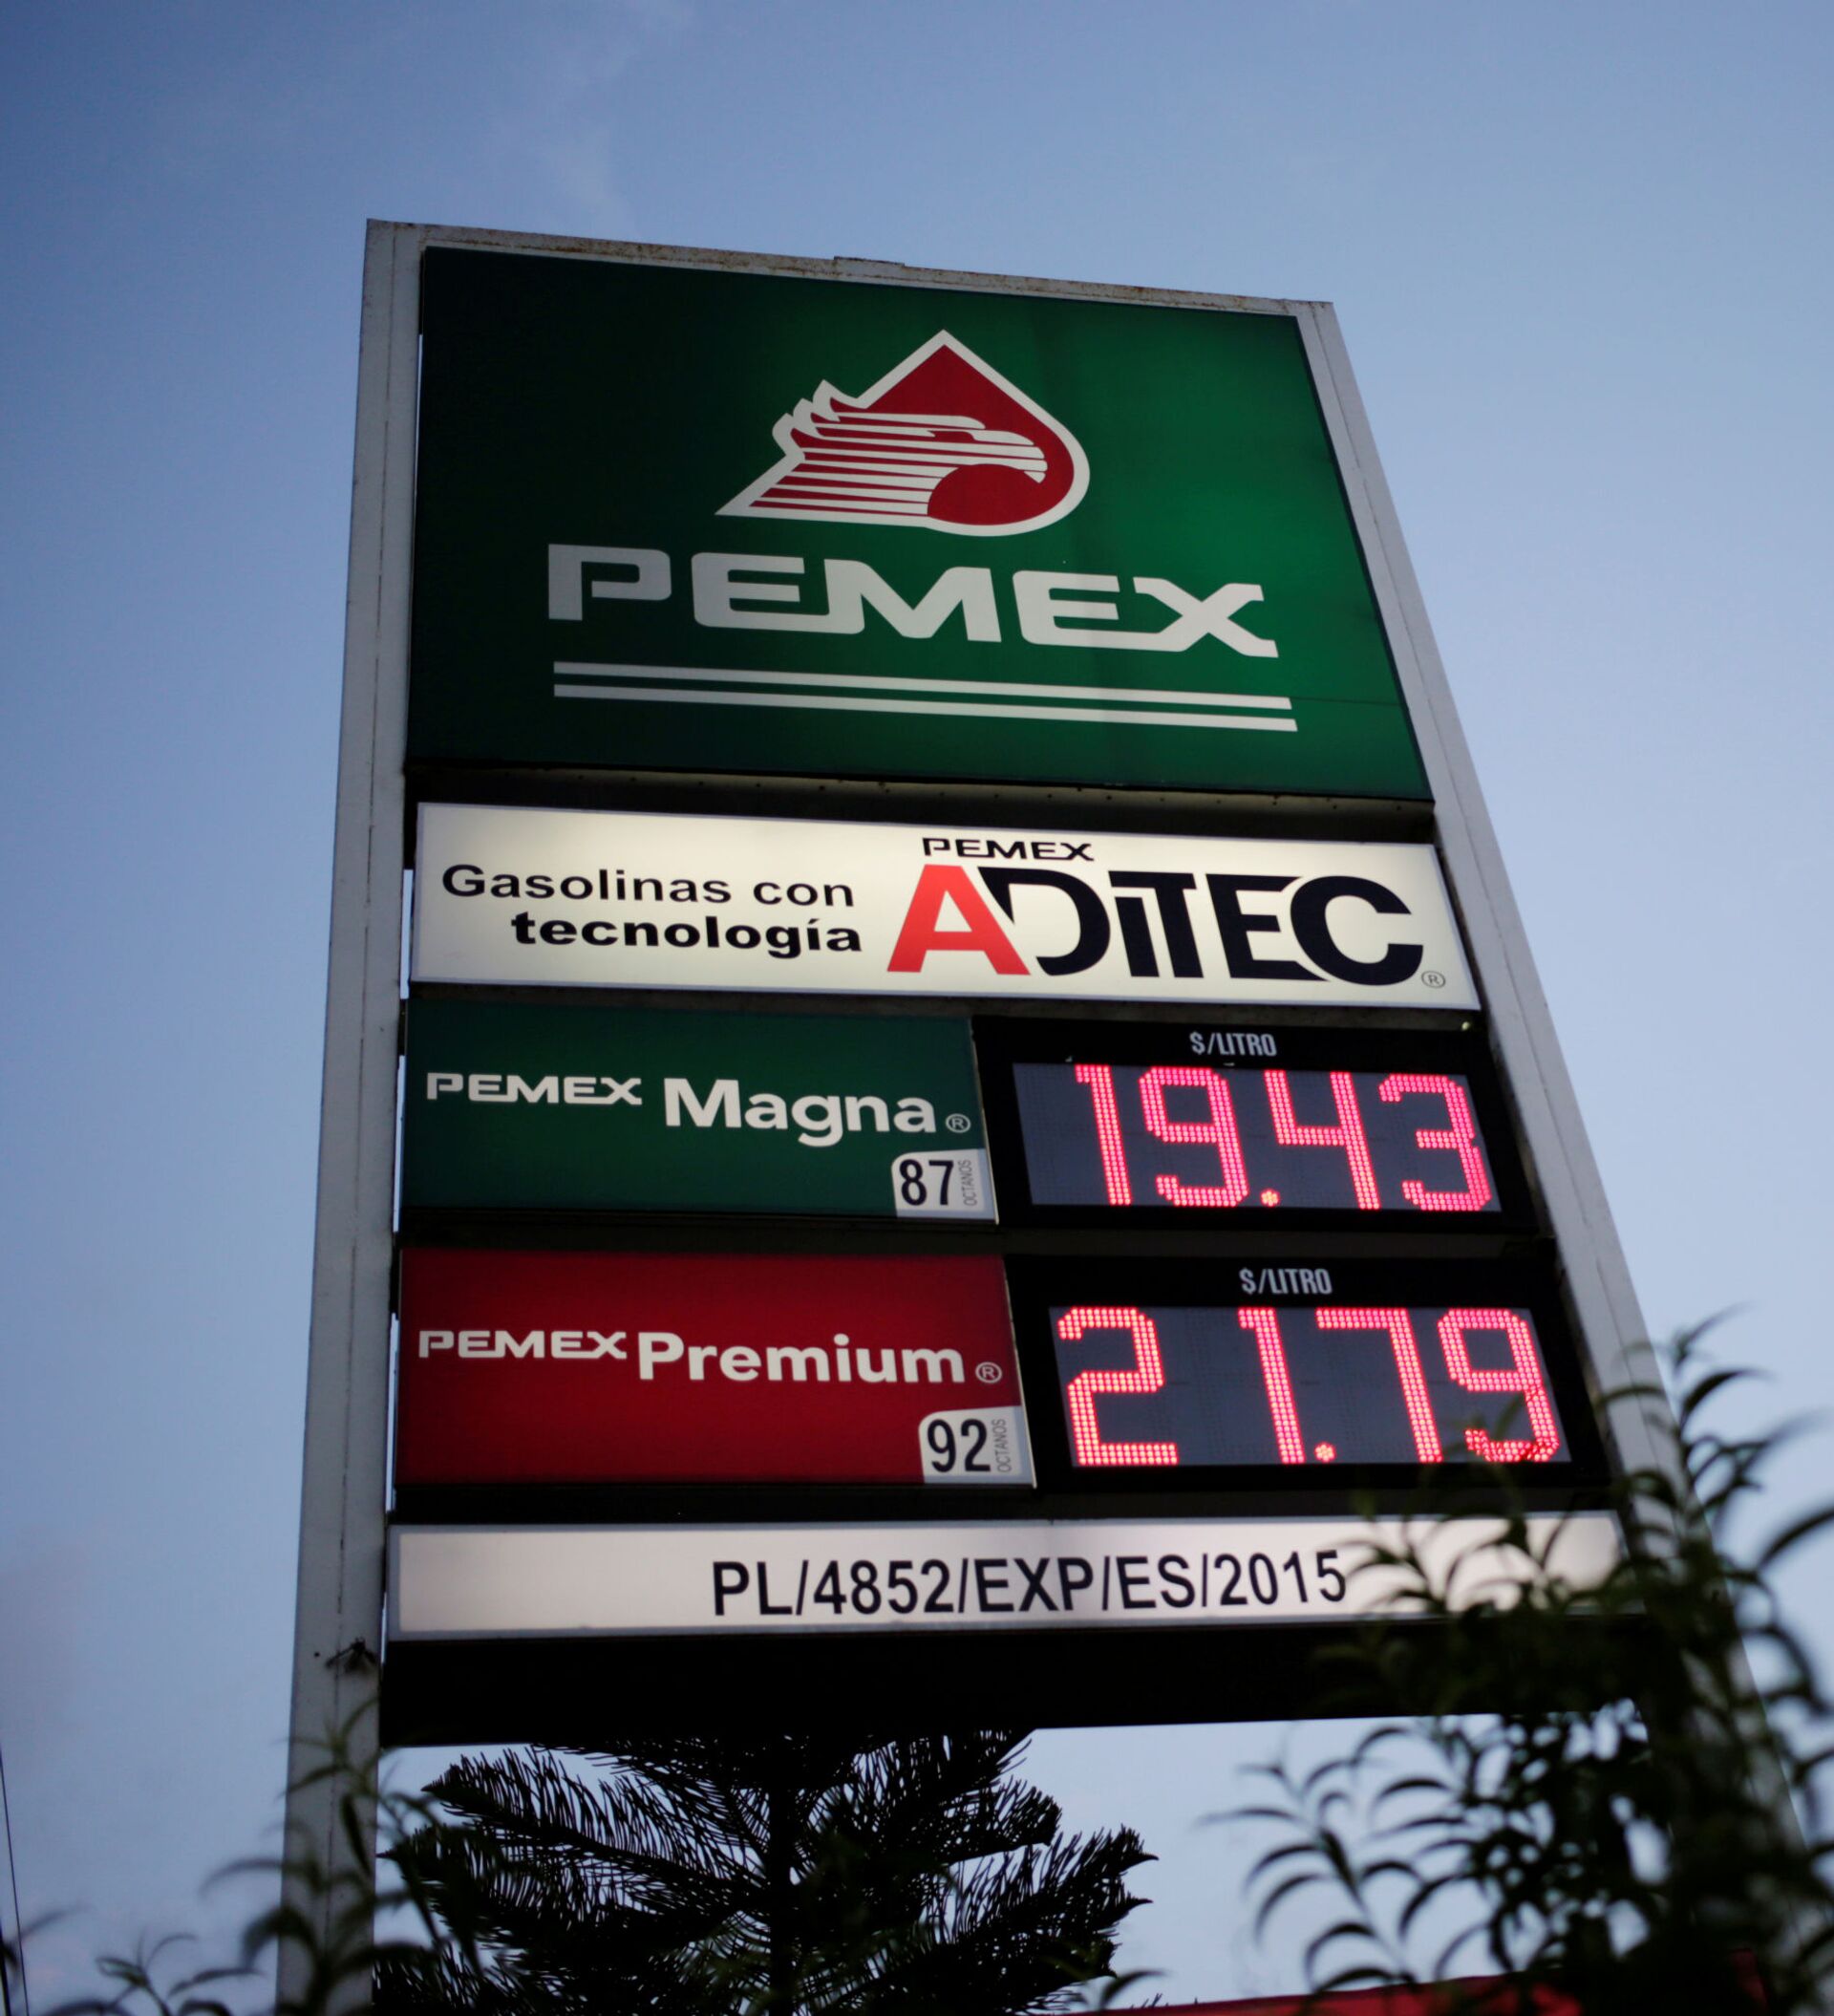 PEMEX
PEMEX
Gasolinas con
tecnología
ADITEC®
$/LITRO
PEMEX Magna®
19.43
87 OCTANOS
$/LITRO
PEMEX Premium®
21.79
92 OCTANOS
PL/4852/EXP/ES/2015